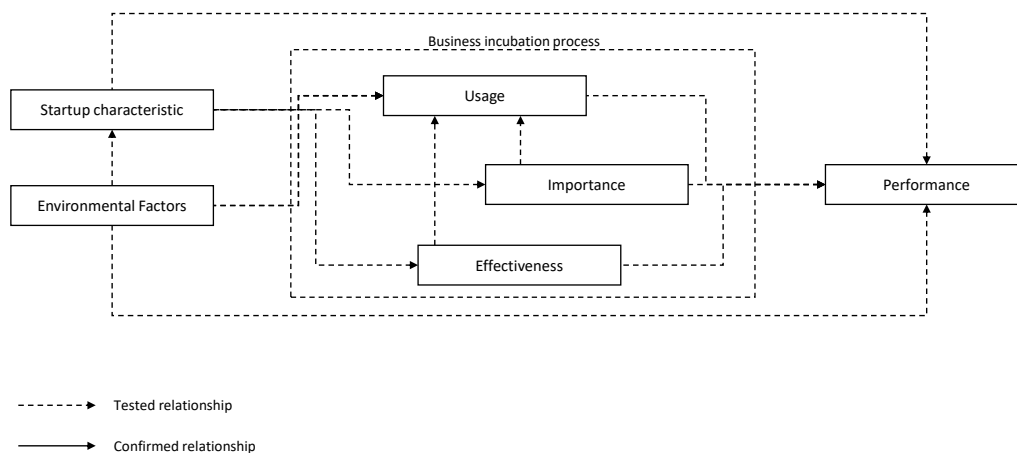 Business incubation process
Usage
Startup characteristic
Importance
Performance
Environmental Factors
Effectiveness
Tested relationship
Confirmed relationship